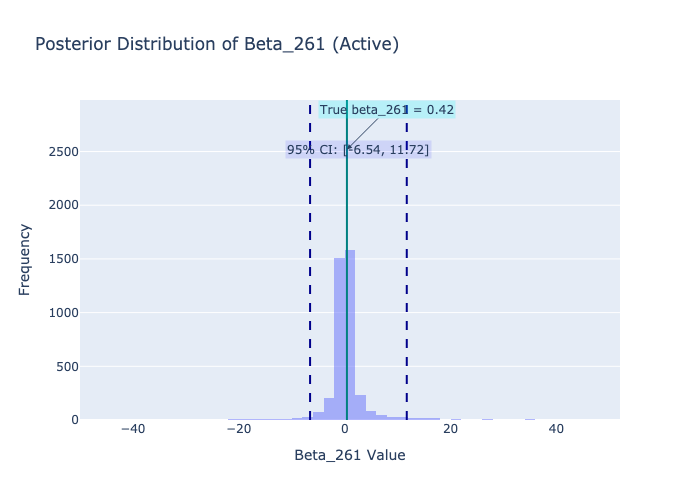 Posterior Distribution of Beta_261 (Active)
True beta_261 = 0.42
95% CI: [-6.54, 11.72]
2500
2000
1500
1000
500
0
Frequency
−40
−20
0
20
40
Beta_261 Value